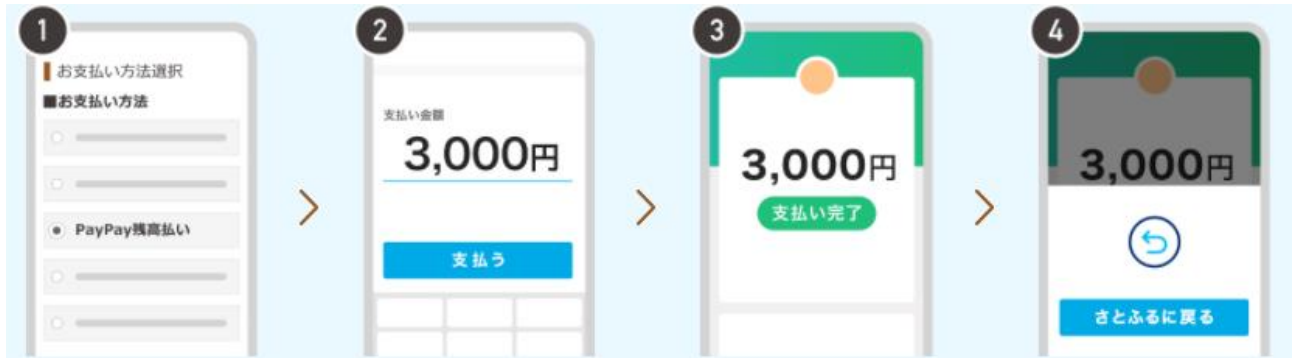 1
お支払い方法選択
■お支払い方法
PayPay残高払い
2
支払い金額
3,000円
支払う
3
3,000円
支払い完了
4
3,000円
さとふるに戻る